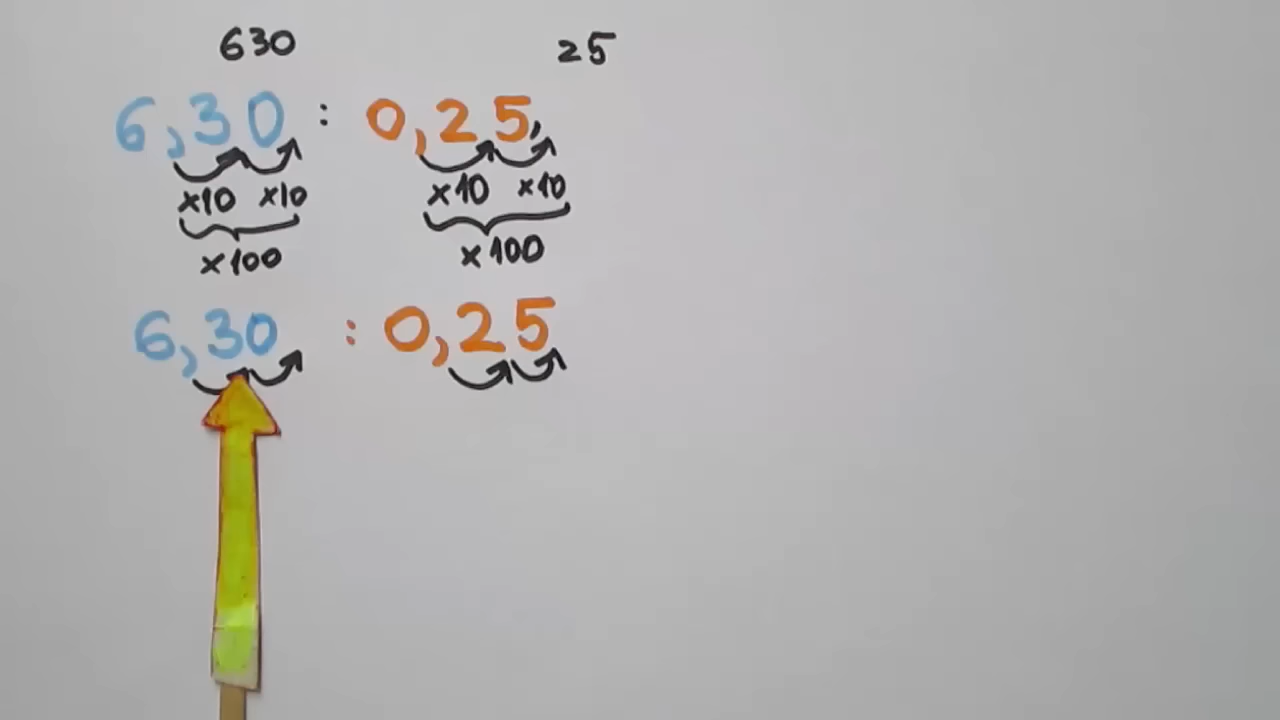 630 25
6,30 : 0,25,
×10 ×10 ×10 ×10
×100 ×100
6,30 : 0,25